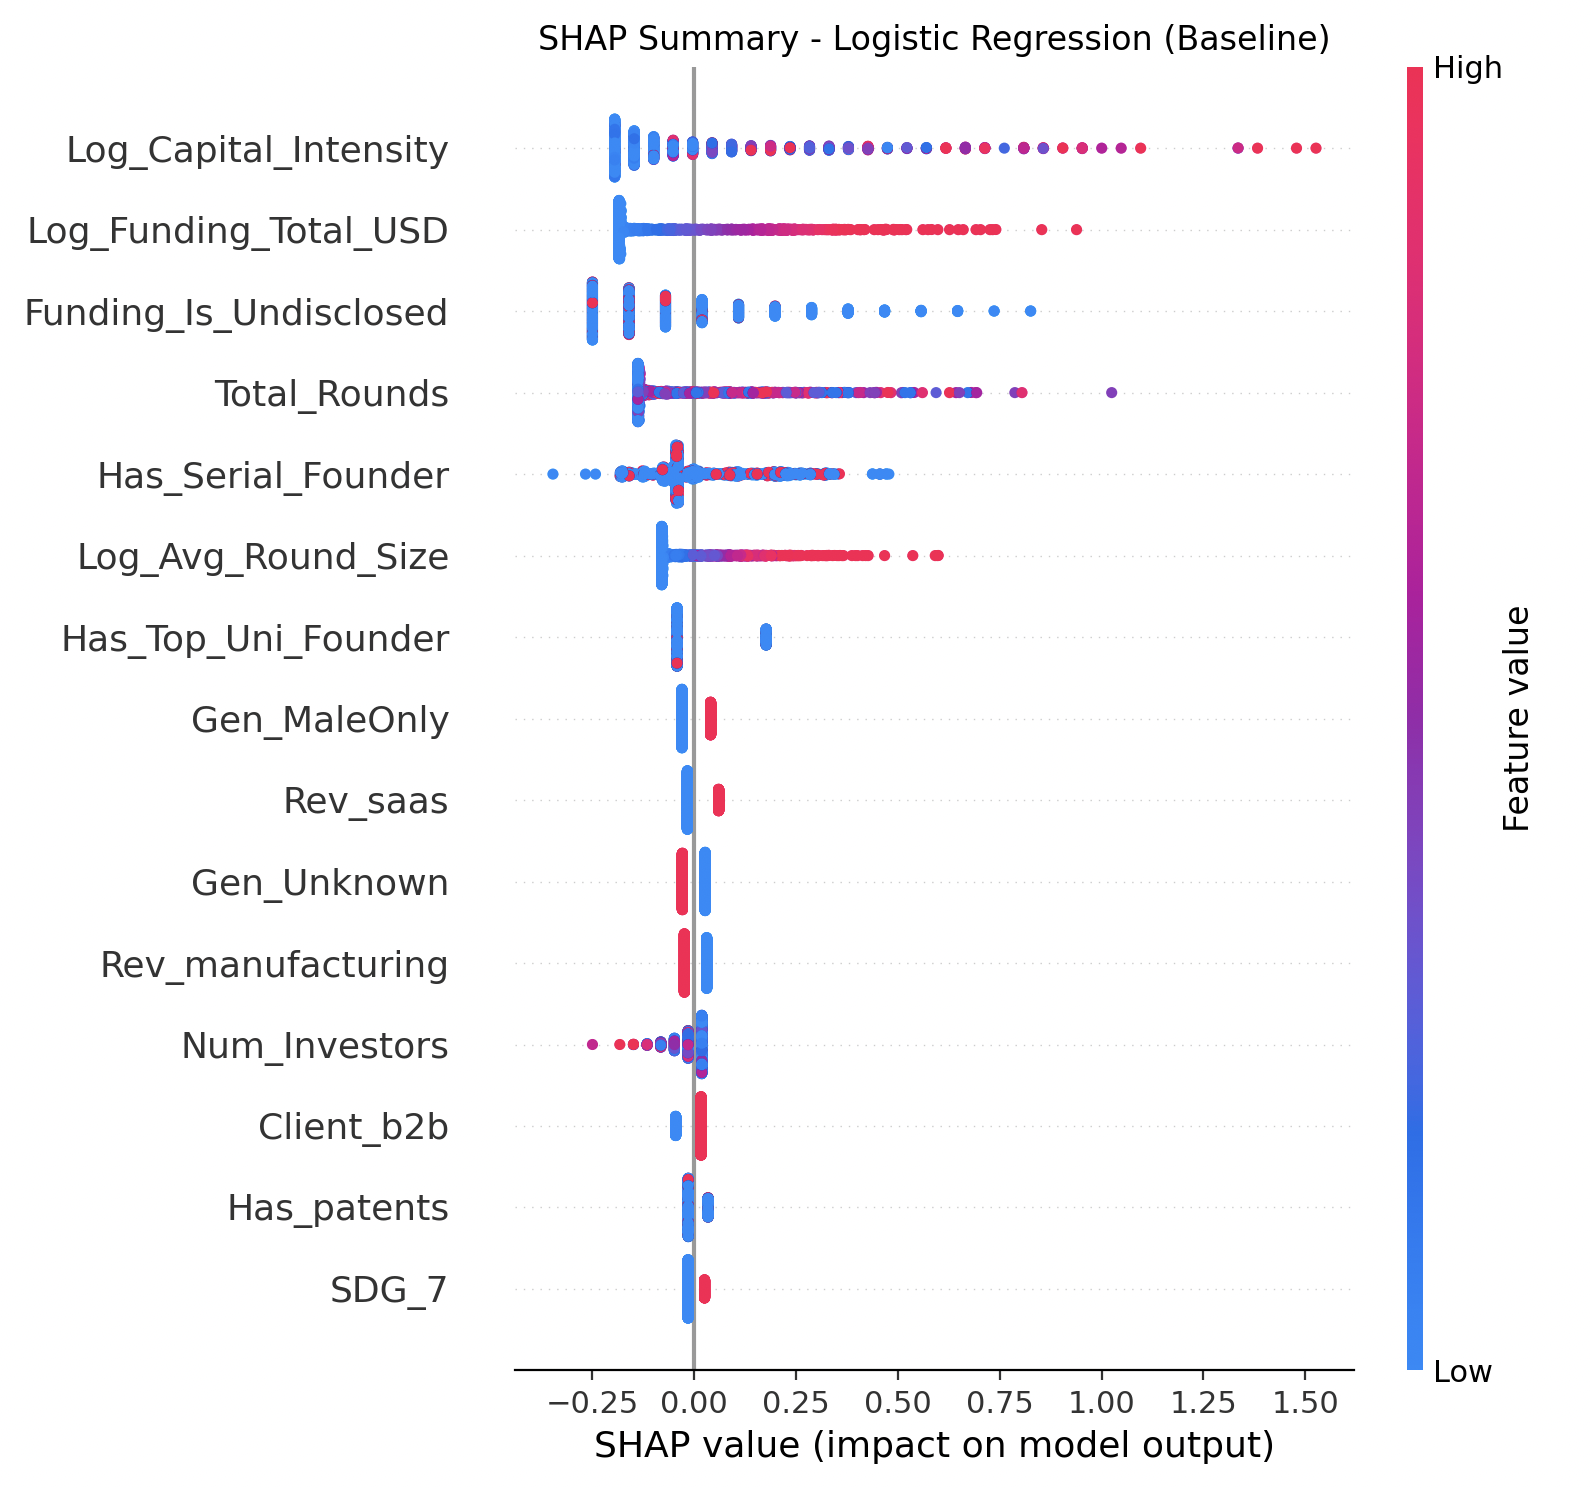 SHAP Summary - Logistic Regression (Baseline)
High
Log_Capital_Intensity
Log_Funding_Total_USD
Funding_Is_Undisclosed
Total_Rounds
Has_Serial_Founder
Log_Avg_Round_Size
Has_Top_Uni_Founder
Gen_MaleOnly
Rev_saas
Gen_Unknown
Rev_manufacturing
Num_Investors
Client_b2b
Has_patents
SDG_7
Feature value
Low
−0.25 0.00 0.25 0.50 0.75 1.00 1.25 1.50
SHAP value (impact on model output)